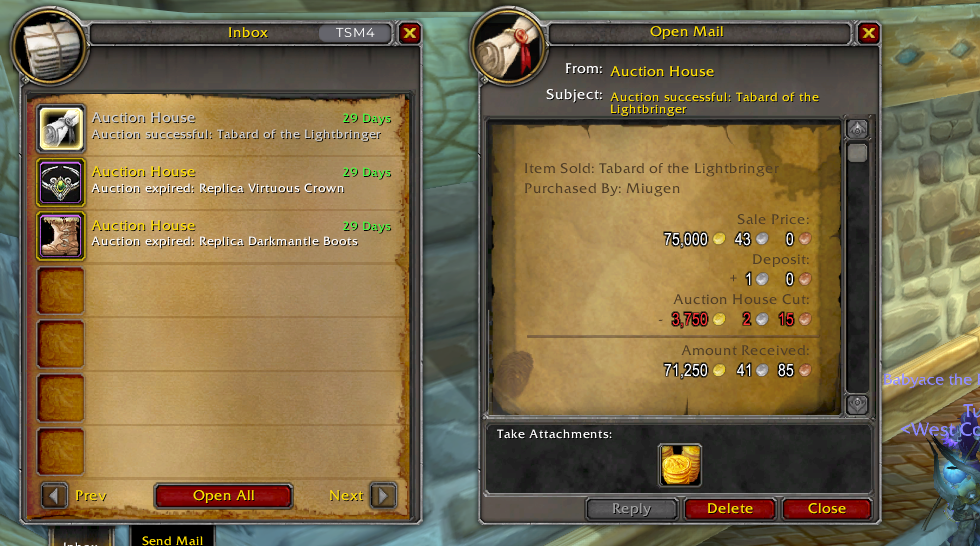 Inbox
TSM4
Auction House
29 Days
Auction successful: Tabard of the Lightbringer
Auction House
29 Days
Auction expired: Replica Virtuous Crown
Auction House
29 Days
Auction expired: Replica Darkmantle Boots
Prev
Open All
Next
Inbox
Send Mail
Open Mail
From: Auction House
Subject: Auction successful: Tabard of the
Lightbringer
Item Sold: Tabard of the Lightbringer
Purchased By: Miugen
Sale Price:
75,000 43 0
Deposit:
+ 1 0
Auction House Cut:
- 3,750 2 15
Amount Received:
71,250 41 85
Take Attachments:
Reply
Delete
Close
Babyace the
<West